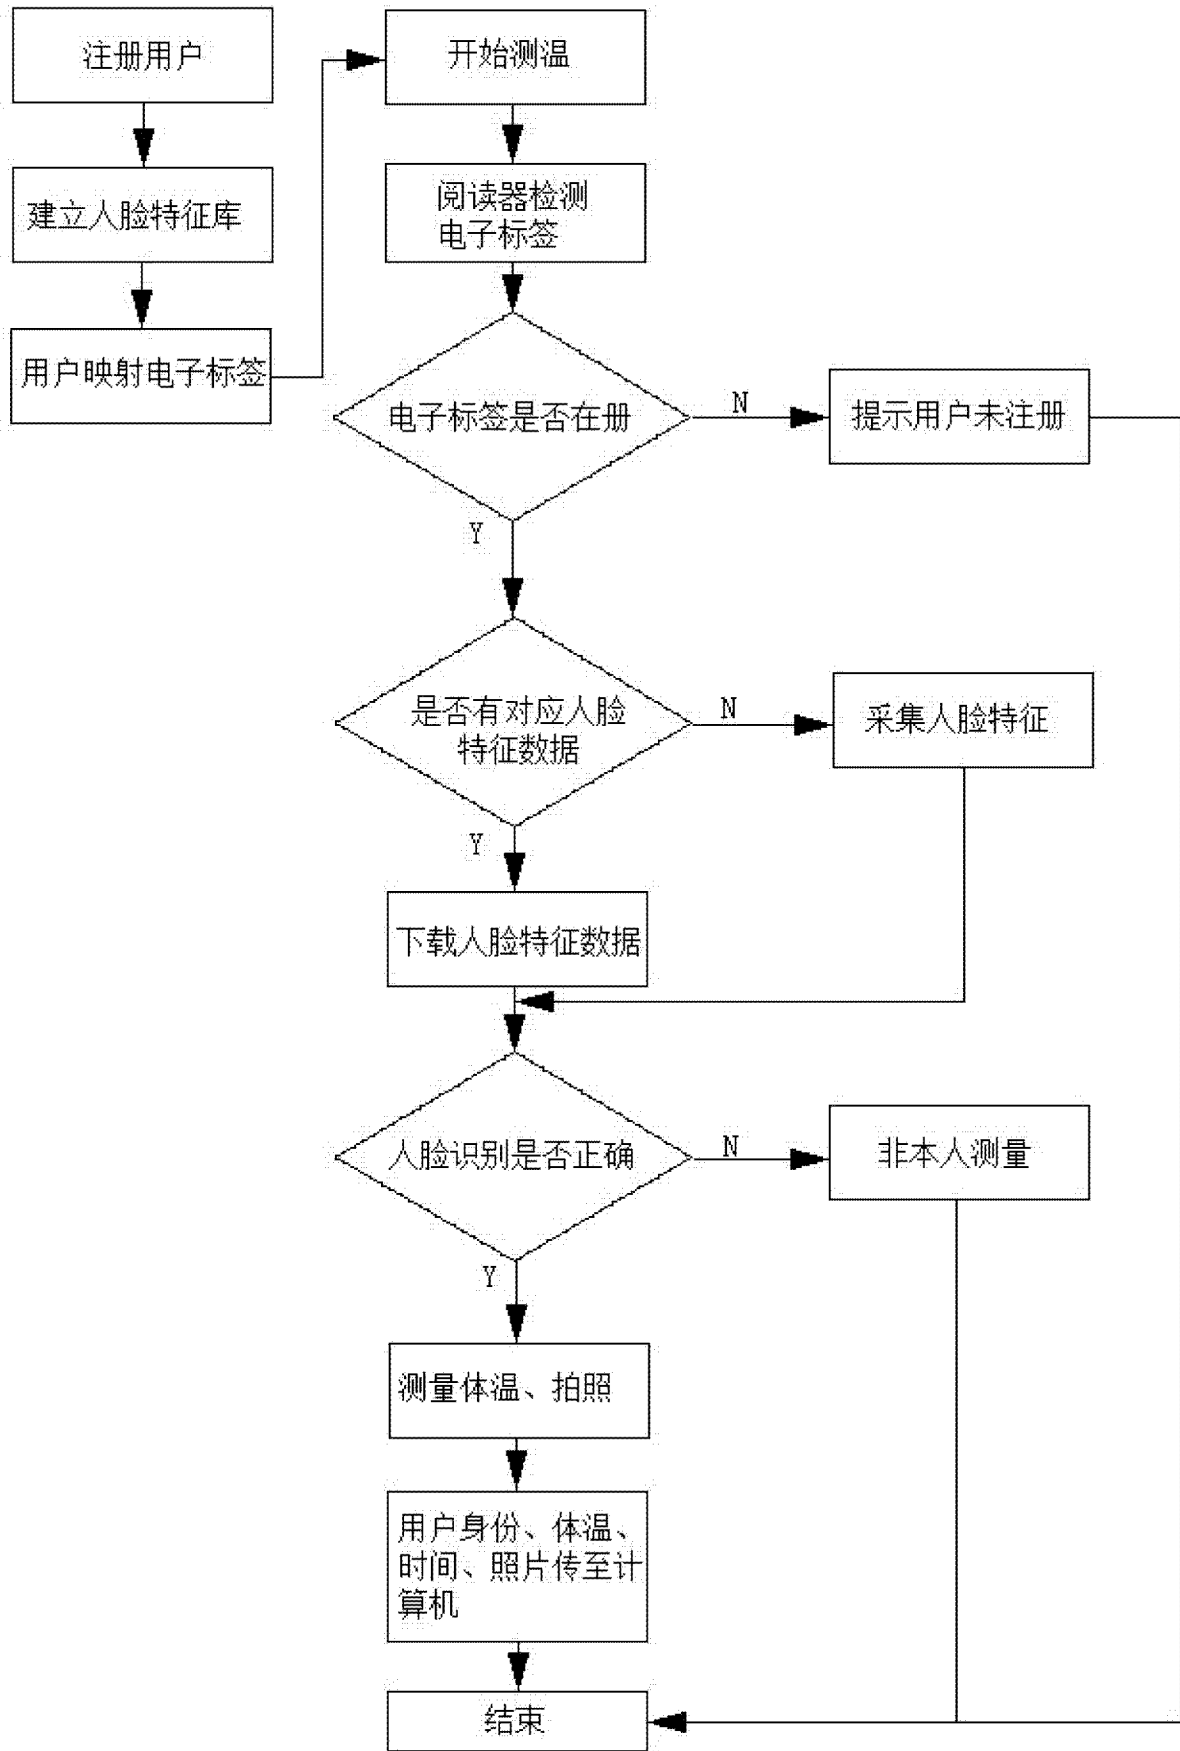 注册用户
建立人脸特征库
用户映射电子标签
开始测温
阅读器检测
电子标签
电子标签是否在册
N
提示用户未注册
Y
是否有对应人脸
特征数据
N
采集人脸特征
Y
下载人脸特征数据
人脸识别是否正确
N
非本人测量
Y
测量体温、拍照
用户身份、体温、
时间、照片传至计
算机
结束